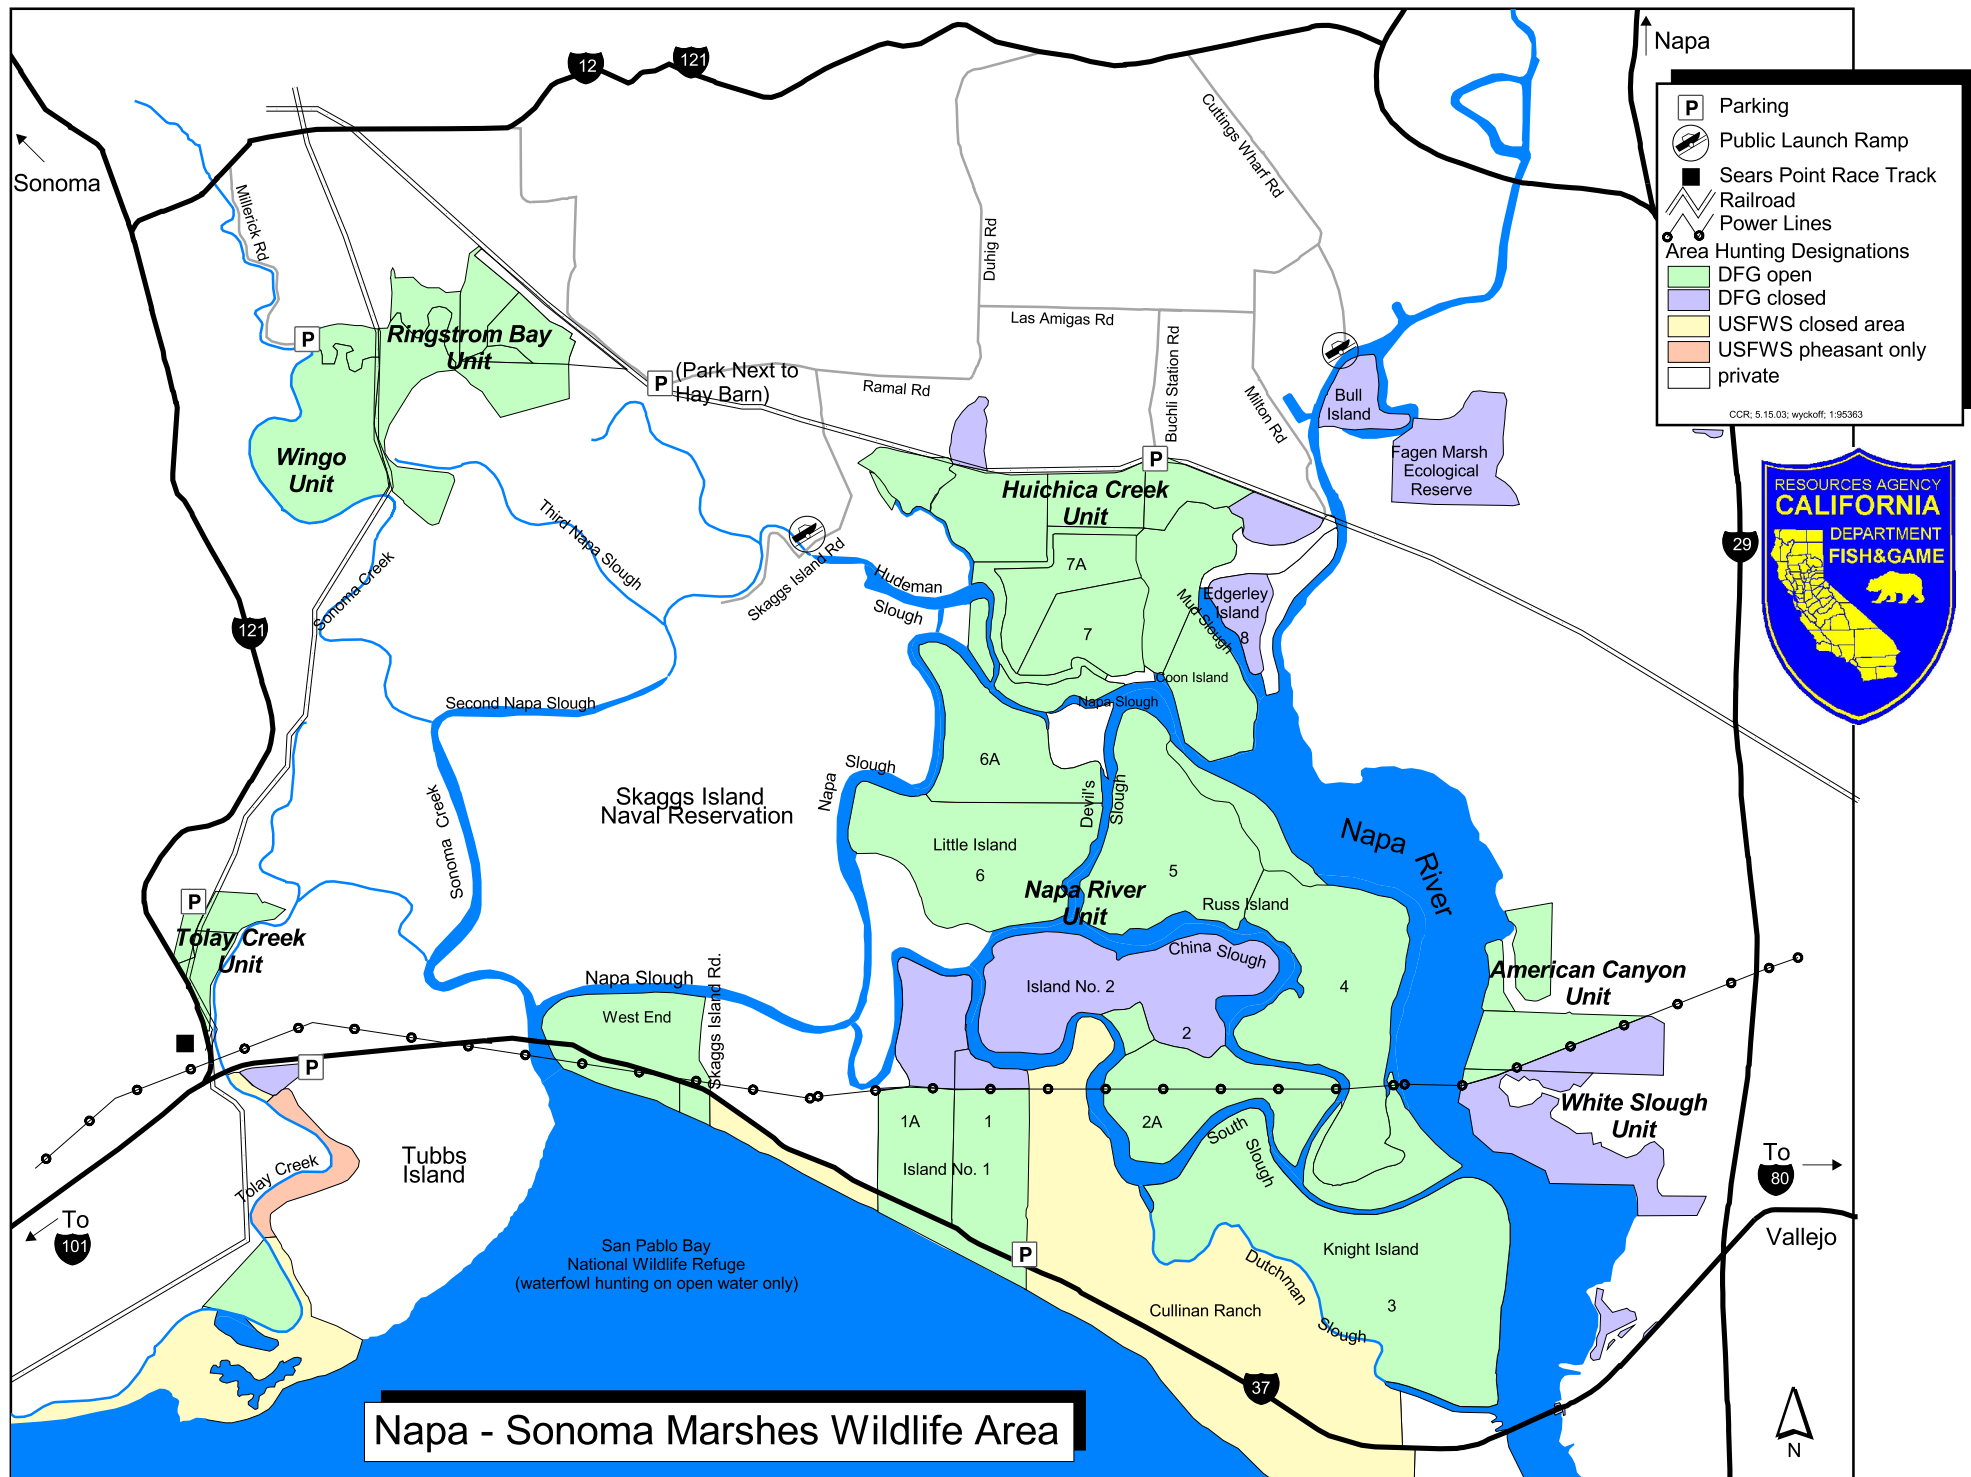 Napa
12
121
Sonoma
Millerick Rd
Cuttings Wharf Rd
Duhig Rd
Las Amigas Rd
Buchli Station Rd
Milton Rd
Ramal Rd
P
Parking
Public Launch Ramp
Sears Point Race Track
Railroad
Power Lines
Area Hunting Designations
DFG open
DFG closed
USFWS closed area
USFWS pheasant only
private
CCR; 5.15.03; wyckoff; 1:95363
RESOURCES AGENCY
CALIFORNIA
DEPARTMENT
FISH&GAME
29
P
Ringstrom Bay
Unit
P
(Park Next to
Hay Barn)
Bull
Island
Fagen Marsh
Ecological
Reserve
Wingo
Unit
P
Huichica Creek
Unit
Third Napa Slough
Sonoma Creek
Skaggs Island Rd
Hudeman
Slough
7A
7
Mud Slough
Edgerley
Island
8
Coon Island
Napa Slough
121
Second Napa Slough
Sonoma Creek
Skaggs Island
Naval Reservation
Napa
Slough
6A
Devil's
Slough
Little Island
6
Napa River
Unit
5
Russ Island
Napa River
P
Tolay Creek
Unit
Napa Slough
West End
Skaggs Island Rd.
Island No. 2
China Slough
2
4
American Canyon
Unit
White Slough
Unit
P
Tubbs
Island
Tolay Creek
1A
1
Island No. 1
2A
South
Slough
To
80
Vallejo
To
101
San Pablo Bay
National Wildlife Refuge
(waterfowl hunting on open water only)
P
Knight Island
3
Dutchman
Slough
Cullinan Ranch
37
Napa - Sonoma Marshes Wildlife Area
N